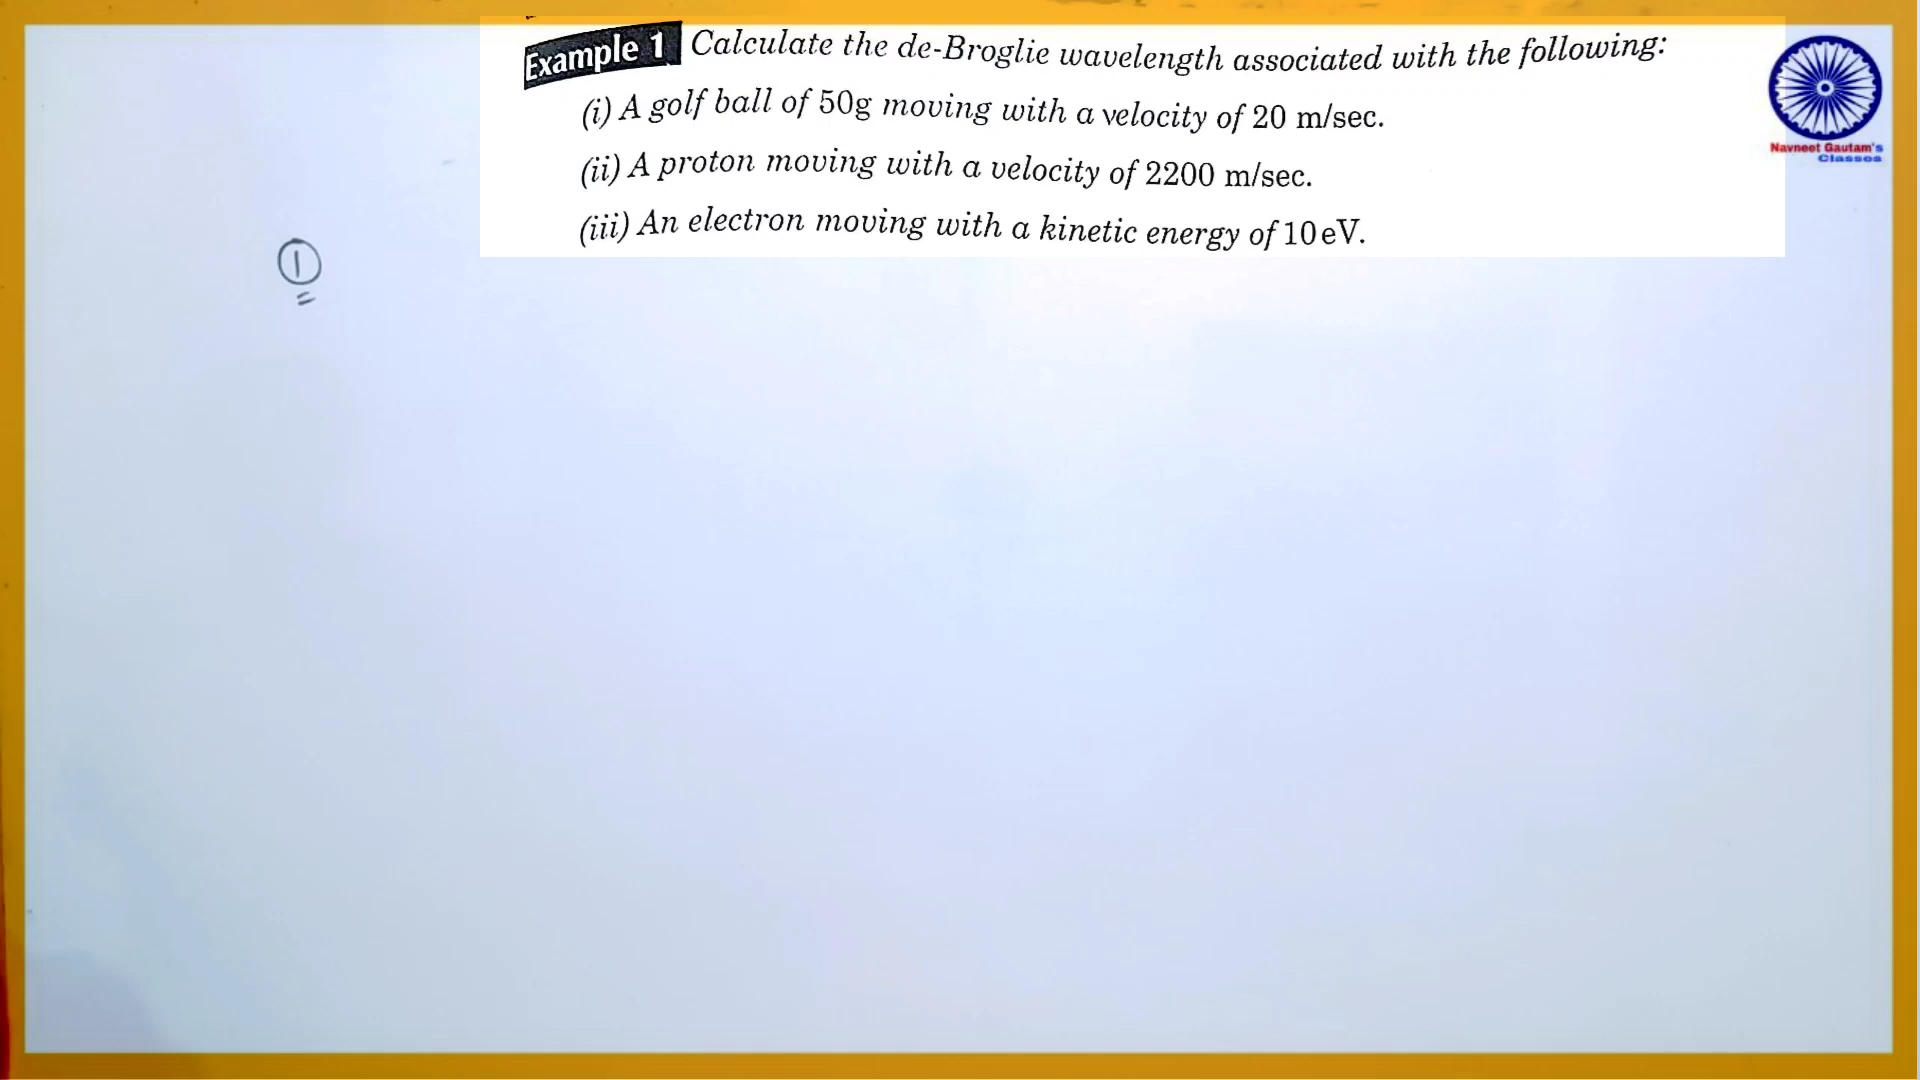 Example 1 Calculate the de-Broglie wavelength associated with the following:
(i) A golf ball of 50g moving with a velocity of 20 m/sec.
(ii) A proton moving with a velocity of 2200 m/sec.
(iii) An electron moving with a kinetic energy of 10 eV.
Navneet Gautam's
Classes
1